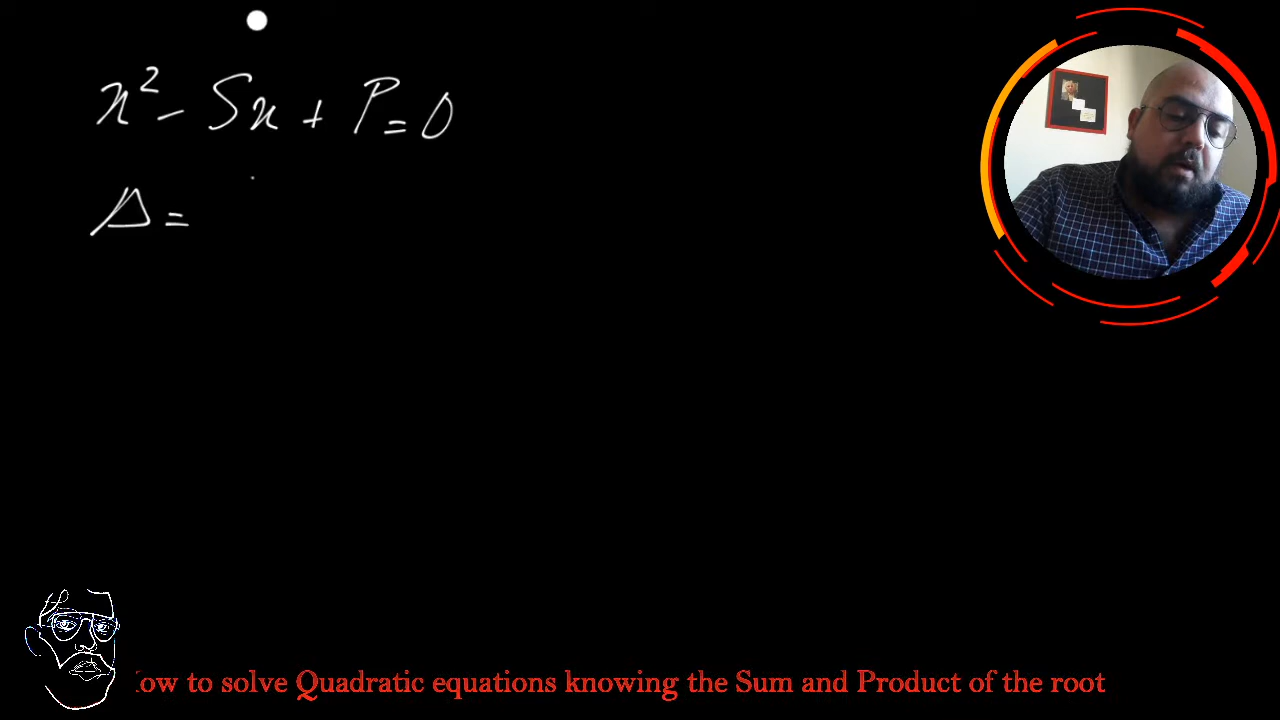 x² - Sx + P = 0
Δ =
ow to solve Quadratic equations knowing the Sum and Product of the root